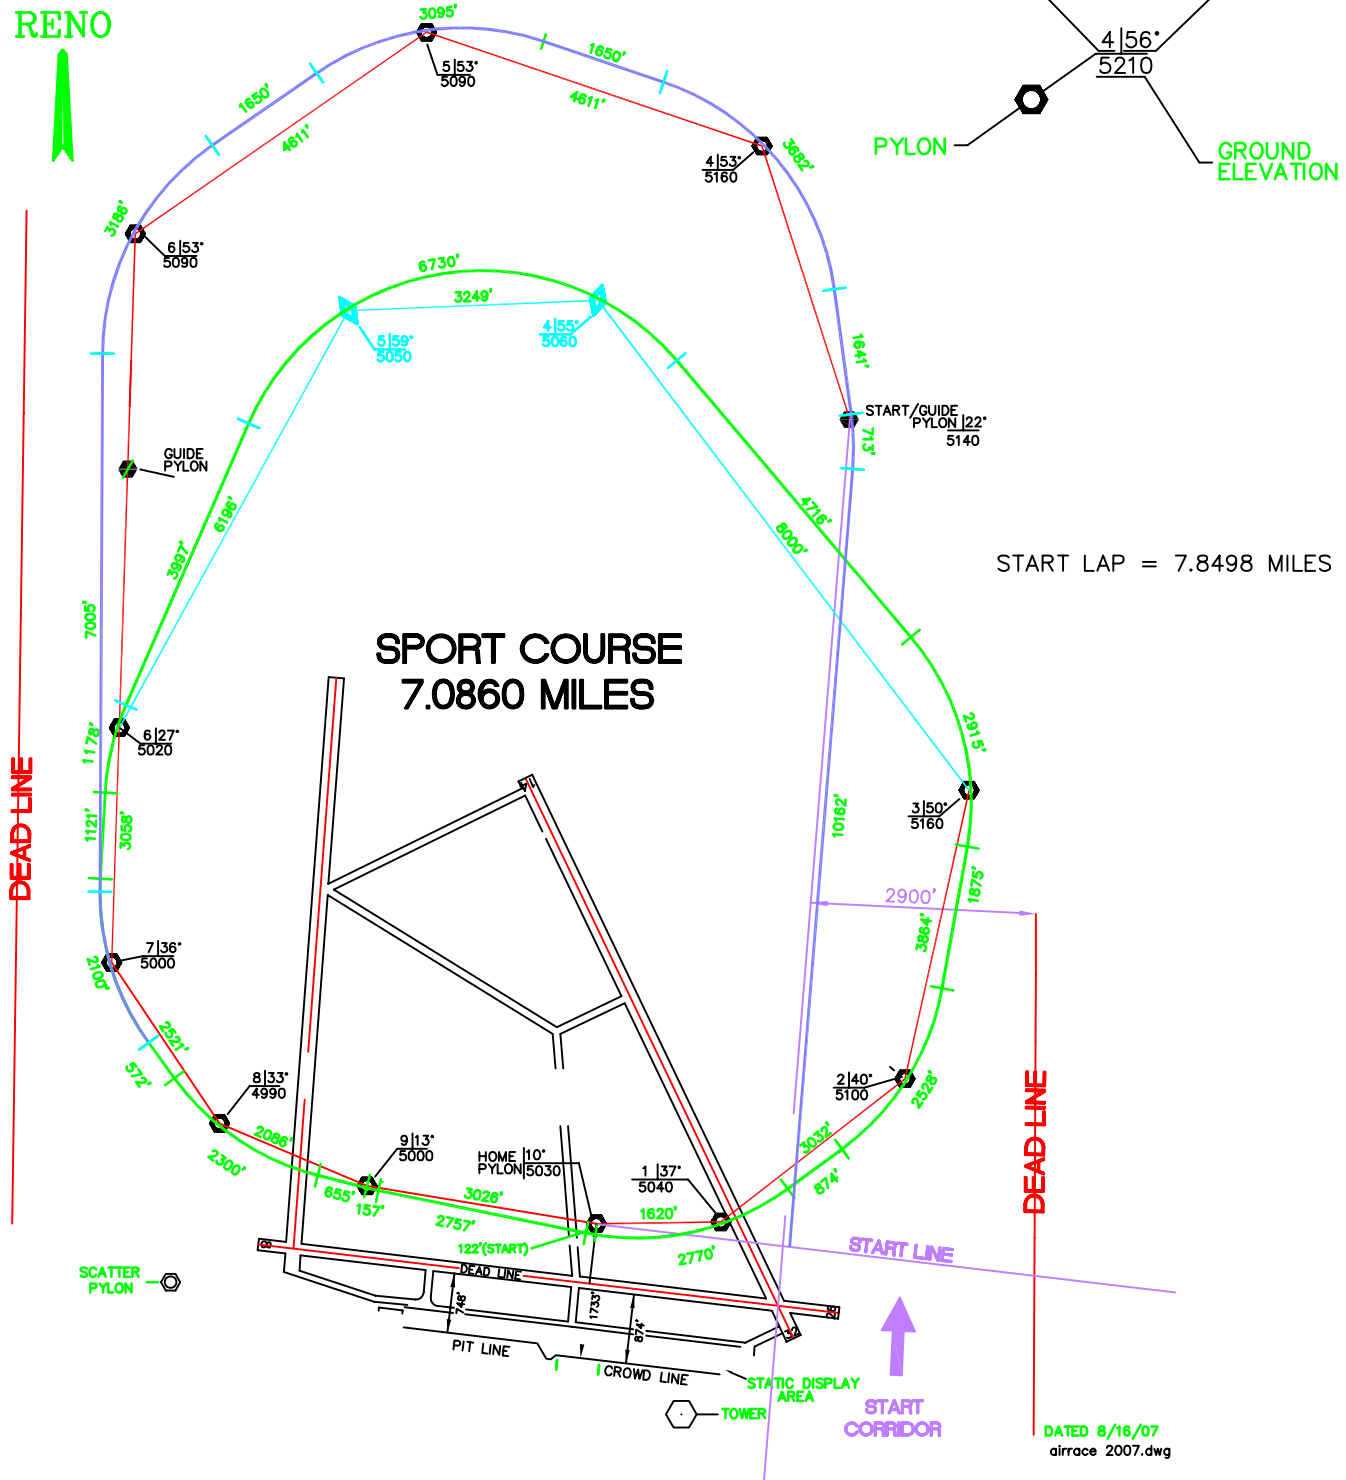 RENO
3095'
5|53°
5090
1650'
4611'
1650'
4611'
4|56°
5210
PYLON
GROUND
ELEVATION
4|53°
5160
3682'
3186'
6|53°
5090
6730'
3249'
5|59°
5050
4|55°
5060
1641'
START/GUIDE
PYLON |22°
5140
713'
GUIDE
PYLON
6196'
3997'
4716'
8000'
START LAP = 7.8498 MILES
7005'
SPORT COURSE
7.0860 MILES
6|27°
5020
1178'
1121'
3058'
DEAD LINE
3|50°
5160
2915'
10162'
2900'
1875'
3864'
7|36°
5000
2100'
2521'
572'
8|33°
4990
2086'
2300'
9|13°
5000
655'
157'
HOME |10°
PYLON|5030
3026'
2757'
122'(START)
1 |37°
5040
1620'
2770'
2|40°
5100
2528'
3032'
874'
DEAD LINE
START LINE
SCATTER
PYLON
8
DEAD LINE
26
32
14
748'
1733'
874'
PIT LINE
CROWD LINE
STATIC DISPLAY
AREA
TOWER
START
CORRIDOR
DATED 8/16/07
airrace 2007.dwg